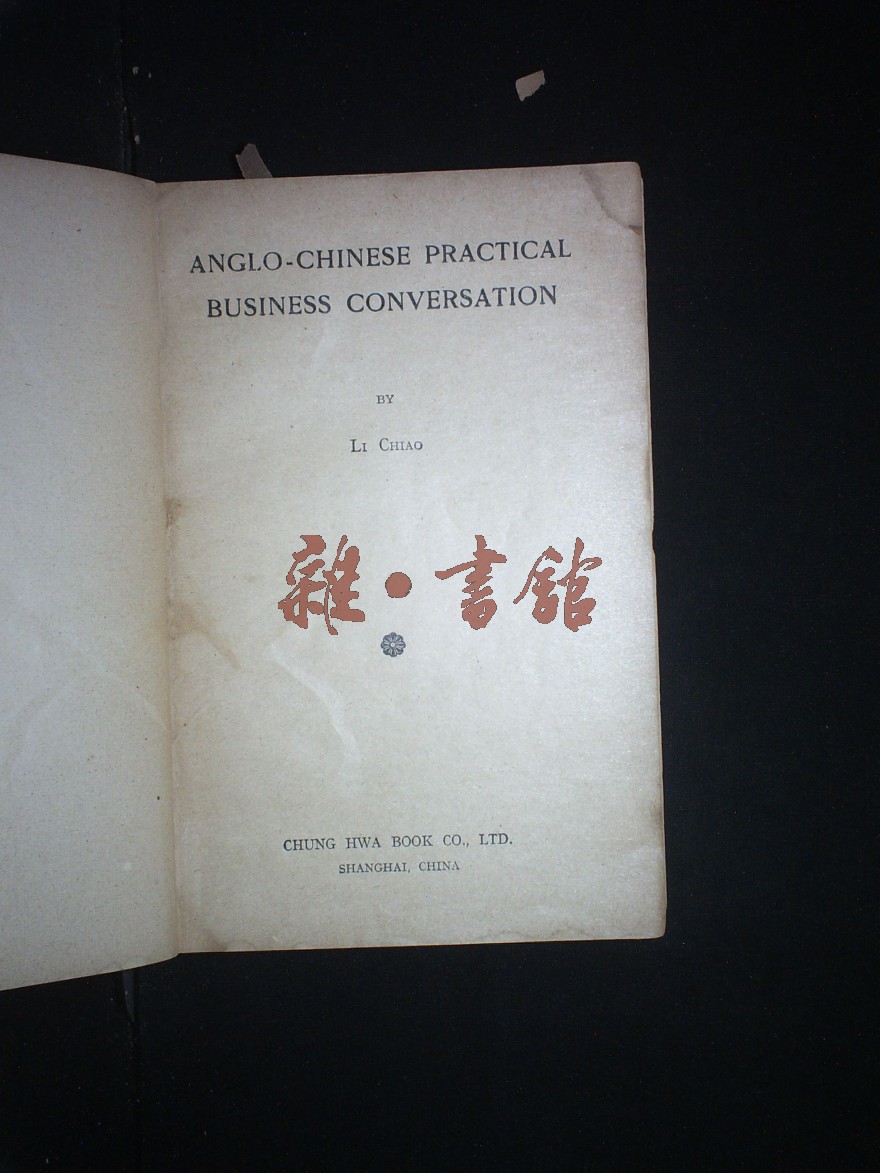 ANGLO-CHINESE PRACTICAL
BUSINESS CONVERSATION
BY
LI CHIAO
雜·書館
CHUNG HWA BOOK CO., LTD.
SHANGHAI, CHINA